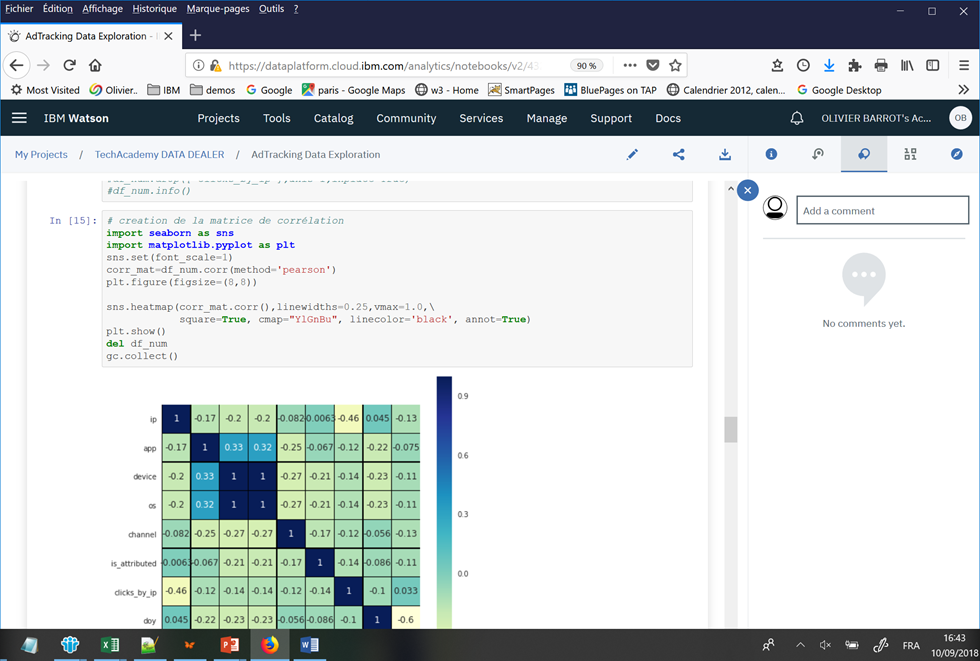 Fichier Édition Affichage Historique Marque-pages Outils ?
AdTracking Data Exploration -
https://dataplatform.cloud.ibm.com/analytics/notebooks/v2/43 90 %
Most Visited Olivier.. IBM demos Google paris - Google Maps w3 - Home SmartPages BluePages on TAP Calendrier 2012, calen... Google Desktop
IBM Watson Projects Tools Catalog Community Services Manage Support Docs OLIVIER BARROT's Ac... OB
My Projects / TechAcademy DATA DEALER / AdTracking Data Exploration
#df_num.info()
In [15]: # creation de la matrice de corrélation
import seaborn as sns
import matplotlib.pyplot as plt
sns.set(font_scale=1)
corr_mat=df_num.corr(method='pearson')
plt.figure(figsize=(8,8))
sns.heatmap(corr_mat.corr(),linewidths=0.25,vmax=1.0,\
square=True, cmap="YlGnBu", linecolor='black', annot=True)
plt.show()
del df_num
gc.collect()
Add a comment
No comments yet.
0.9
0.6
0.3
0.0
ip 1 -0.17 -0.2 -0.2 -0.082 0.0063 -0.46 0.045 -0.13
app -0.17 1 0.33 0.32 -0.25 -0.067 -0.12 -0.22 -0.075
device -0.2 0.33 1 1 -0.27 -0.21 -0.14 -0.23 -0.11
os -0.2 0.32 1 1 -0.27 -0.21 -0.14 -0.23 -0.11
channel -0.082 -0.25 -0.27 -0.27 1 -0.17 -0.12 -0.056 -0.13
is_attributed -0.0063 -0.067 -0.21 -0.21 -0.17 1 -0.14 -0.086 -0.11
clicks_by_ip -0.46 -0.12 -0.14 -0.14 -0.12 -0.14 1 -0.1 0.033
doy 0.045 -0.22 -0.23 -0.23 -0.056 -0.086 -0.1 1 -0.6
FRA
16:43
10/09/2018